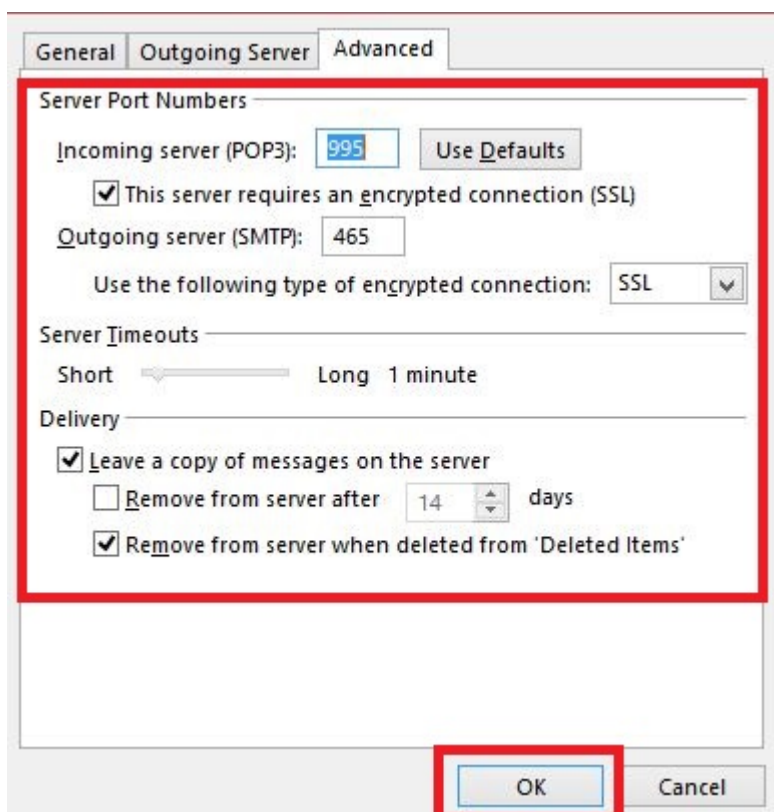 General Outgoing Server Advanced
Server Port Numbers
Incoming server (POP3): 995 Use Defaults
This server requires an encrypted connection (SSL)
Outgoing server (SMTP): 465
Use the following type of encrypted connection: SSL
Server Timeouts
Short Long 1 minute
Delivery
Leave a copy of messages on the server
Remove from server after 14 days
Remove from server when deleted from 'Deleted Items'
OK Cancel